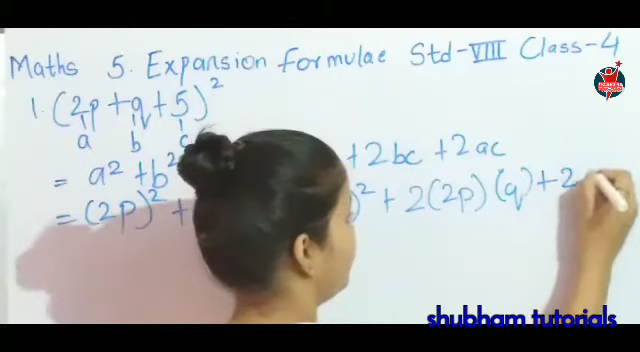 Maths 5. Expansion formulae Std-VIII Class-4
1. (2p + q + 5)²
a b c
= a² + b² + 2bc + 2ac
= (2p)² + )² + 2(2p)(q) + 2
shubham tutorials